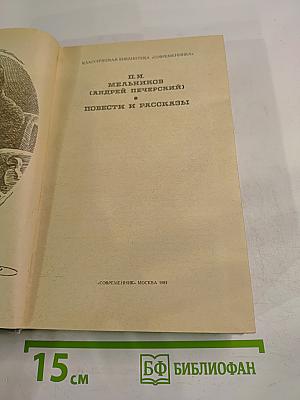 КЛАССИЧЕСКАЯ БИБЛИОТЕКА «СОВРЕМЕННИКА»
П.И.
МЕЛЬНИКОВ
(АНДРЕЙ ПЕЧЕРСКИЙ)
ПОВЕСТИ И РАССКАЗЫ
«СОВРЕМЕННИК» МОСКВА
15 см
БФ БИБЛИОФАН